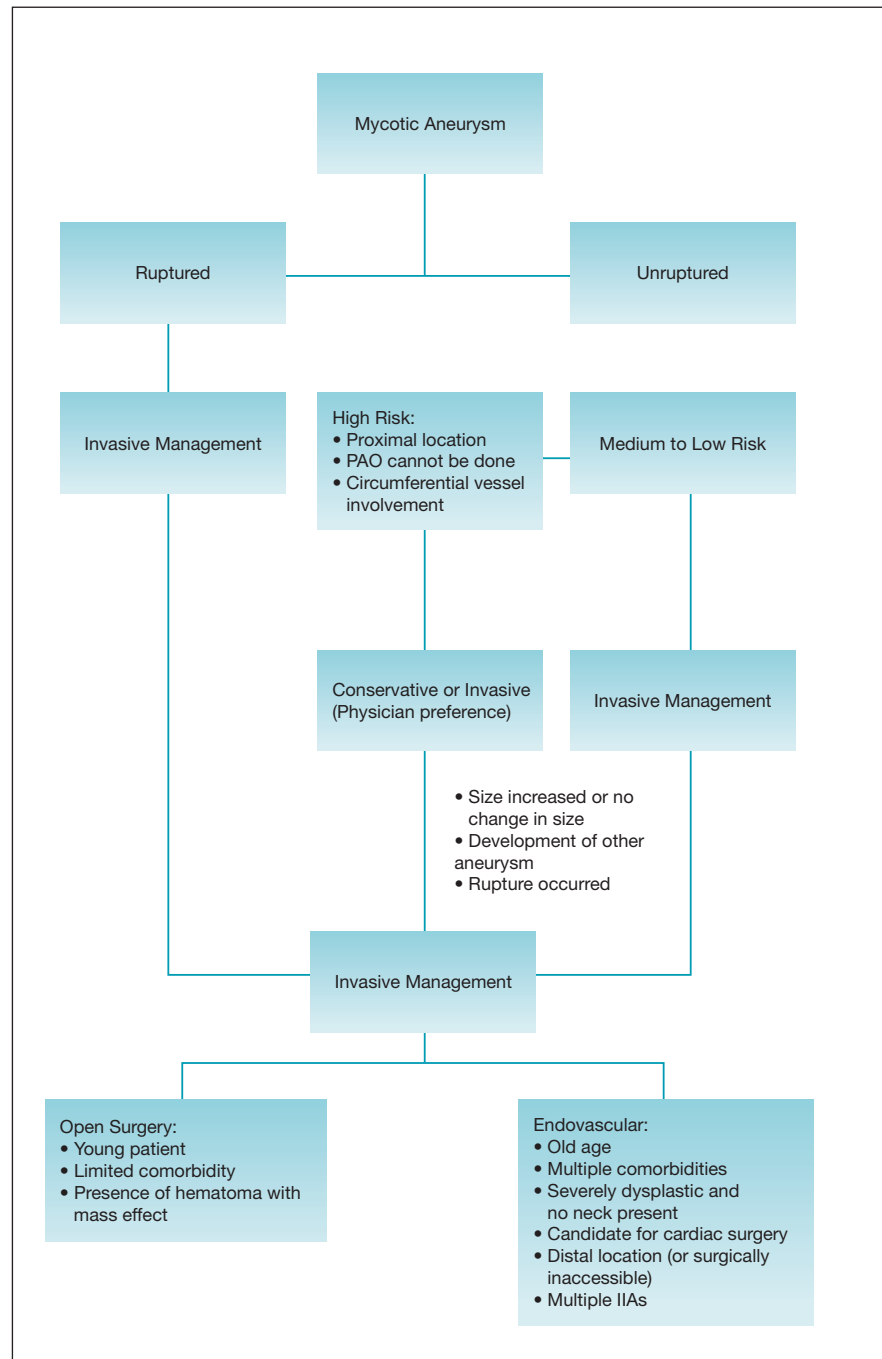 Mycotic Aneurysm
Ruptured
Unruptured
Invasive Management
High Risk:
• Proximal location
• PAO cannot be done
• Circumferential vessel
involvement
Medium to Low Risk
Conservative or Invasive
(Physician preference)
Invasive Management
• Size increased or no
change in size
• Development of other
aneurysm
• Rupture occurred
Invasive Management
Open Surgery:
• Young patient
• Limited comorbidity
• Presence of hematoma with
mass effect
Endovascular:
• Old age
• Multiple comorbidities
• Severely dysplastic and
no neck present
• Candidate for cardiac surgery
• Distal location (or surgically
inaccessible)
• Multiple IIAs